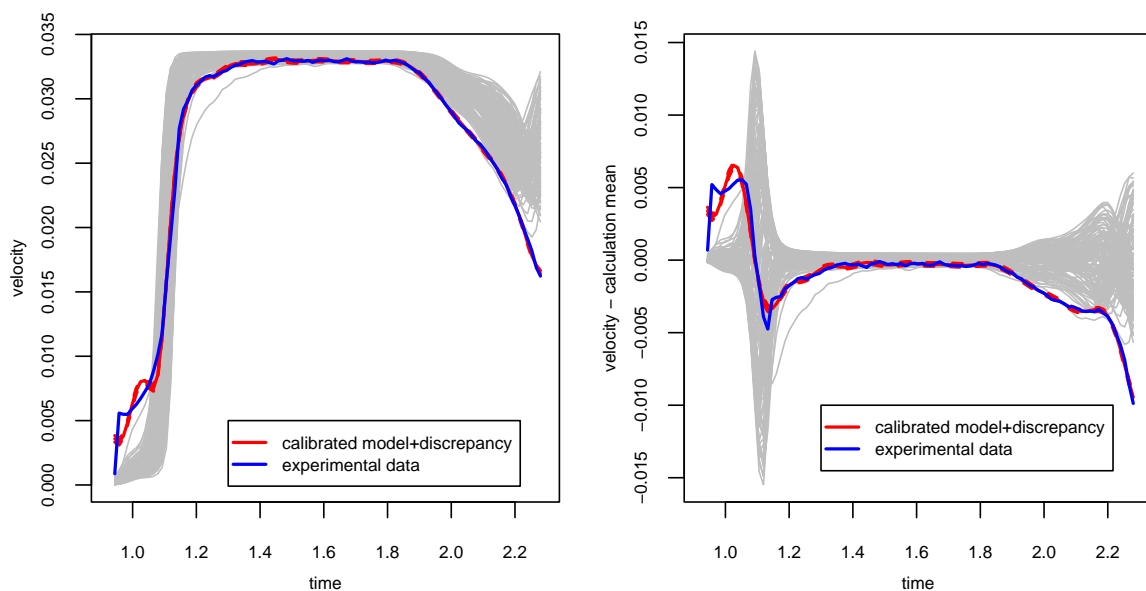 velocity
0.035
0.030
0.025
0.020
0.015
0.010
0.005
0.000
calibrated model+discrepancy
experimental data
1.0 1.2 1.4 1.6 1.8 2.0 2.2
time
velocity − calculation mean
0.015
0.010
0.005
0.000
−0.005
−0.010
−0.015
calibrated model+discrepancy
experimental data
1.0 1.2 1.4 1.6 1.8 2.0 2.2
time